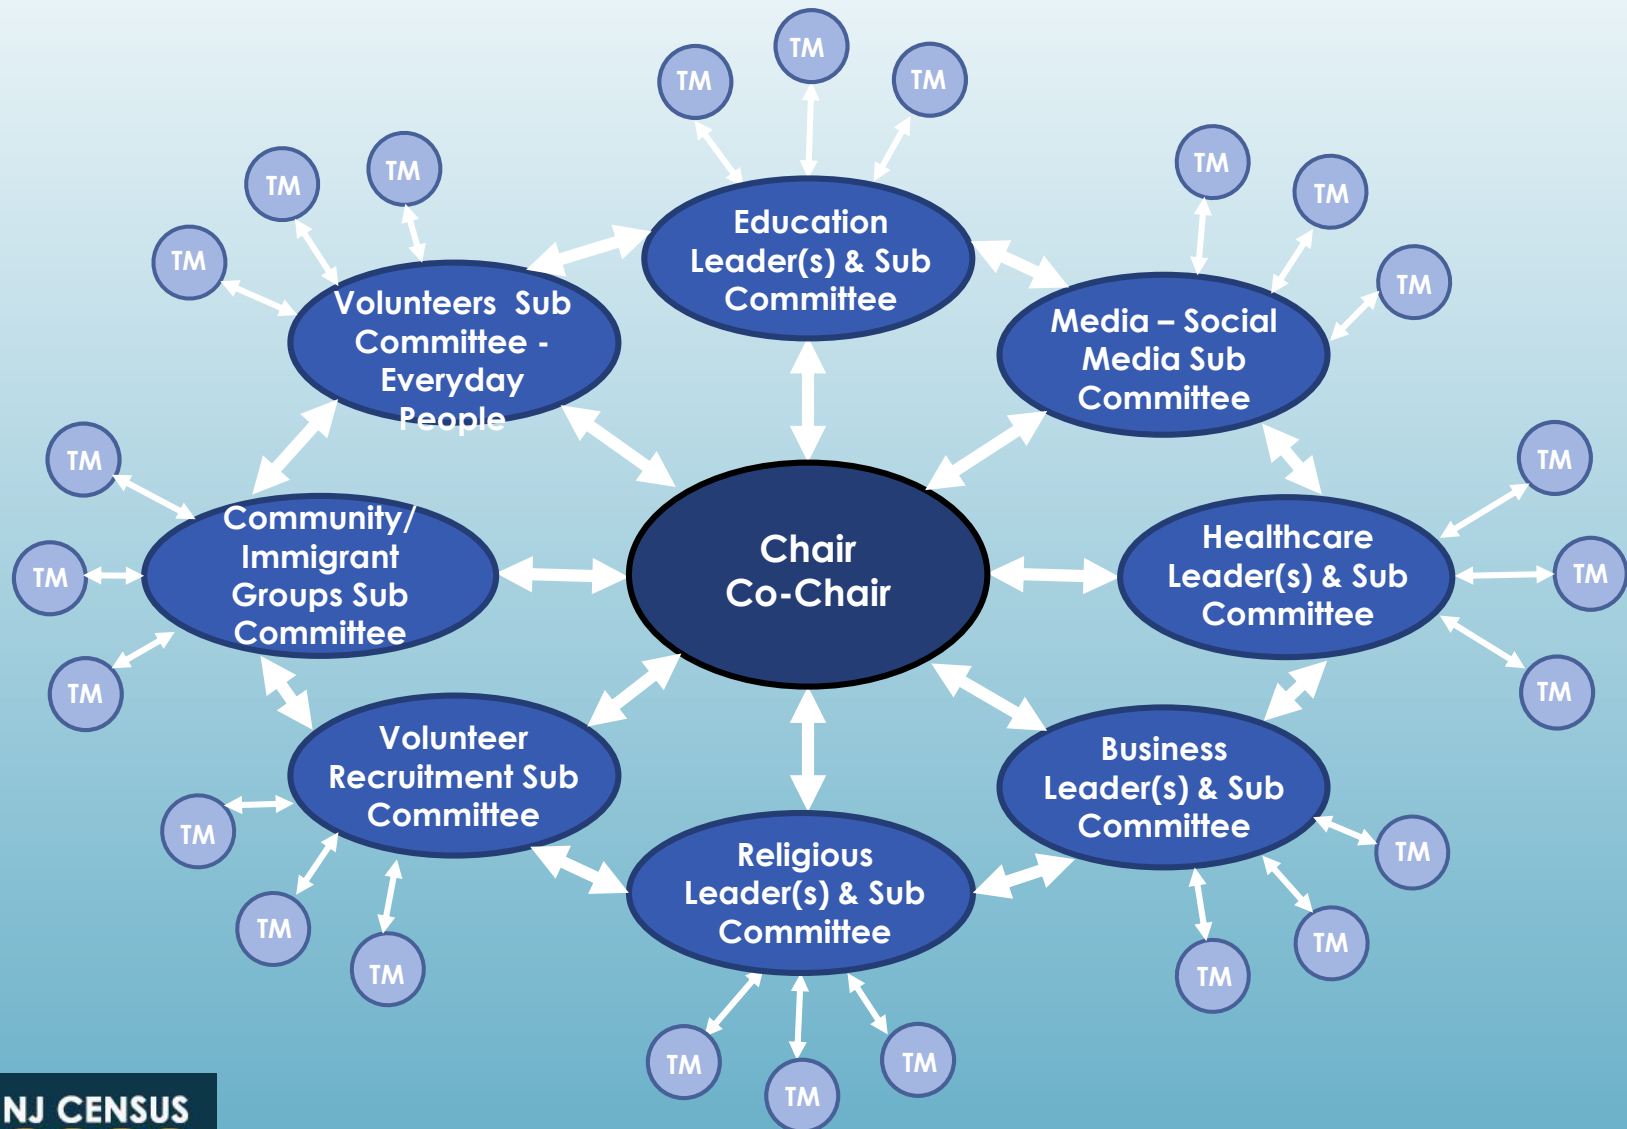 TM
TM
TM
Education
Leader(s) & Sub
Committee
TM
TM
TM
Media – Social
Media Sub
Committee
TM
TM
TM
Healthcare
Leader(s) & Sub
Committee
TM
TM
TM
Business
Leader(s) & Sub
Committee
TM
TM
TM
Religious
Leader(s) & Sub
Committee
TM
TM
TM
Volunteer
Recruitment Sub
Committee
TM
TM
TM
Community/
Immigrant
Groups Sub
Committee
TM
TM
TM
Volunteers Sub
Committee -
Everyday
People
TM
TM
TM
Chair
Co-Chair
NJ CENSUS